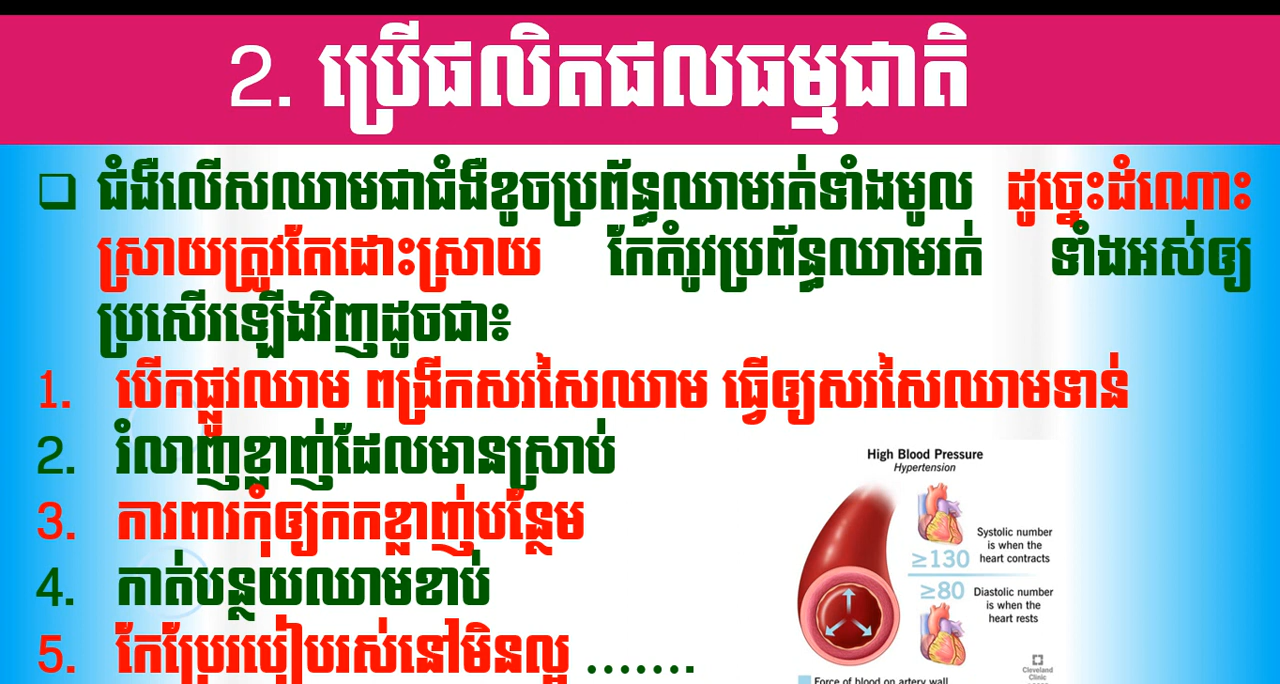 2. ប្រើផលិតផលធម្មជាតិ
❑ ជំងឺលើសឈាមជាជំងឺខូចប្រព័ន្ធឈាមរត់ទាំងមូល ដូច្នេះដំណោះ
ស្រាយត្រូវតែដោះស្រាយ កែតំរូវប្រព័ន្ធឈាមរត់ ទាំងអស់ឲ្យ
ប្រសើរឡើងវិញដូចជា៖
1. បើកផ្លូវឈាម ពង្រីកសរសៃឈាម ធ្វើឲ្យសរសៃឈាមទាន់
2. រំលាញខ្លាញ់ដែលមានស្រាប់
3. ការពារកុំឲ្យកកខ្លាញ់បន្ថែម
4. កាត់បន្ថយឈាមខាប់
5. កែប្រែរបៀបរស់នៅមិនល្អ .......
High Blood Pressure
Hypertension
Systolic number
is when the
heart contracts
≥130
≥80
Diastolic number
is when the
heart rests
Cleveland
Clinic
Force of blood on artery wall